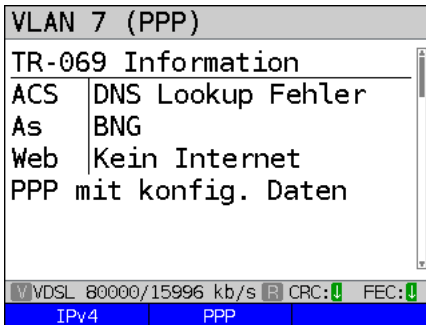 VLAN 7 (PPP)
TR-069 Information
ACS DNS Lookup Fehler
As BNG
Web Kein Internet
PPP mit konfig. Daten
V VDSL 80000/15996 kb/s R CRC:↓ FEC:↓
IPv4 PPP